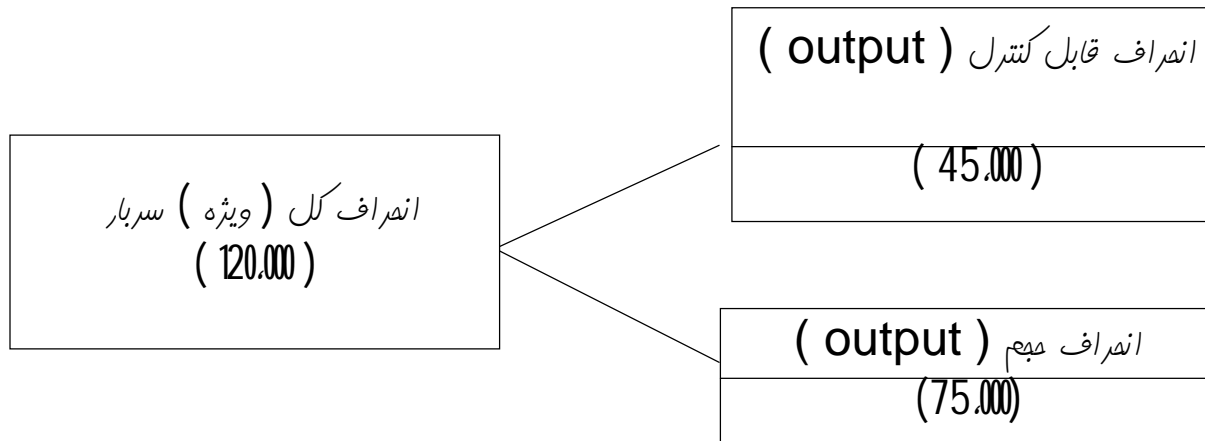 انحراف قابل کنترل ( output )
( 45.000 )
انحراف کل ( ویژه ) سربار
( 120.000 )
انحراف حجم ( output )
(75.000)